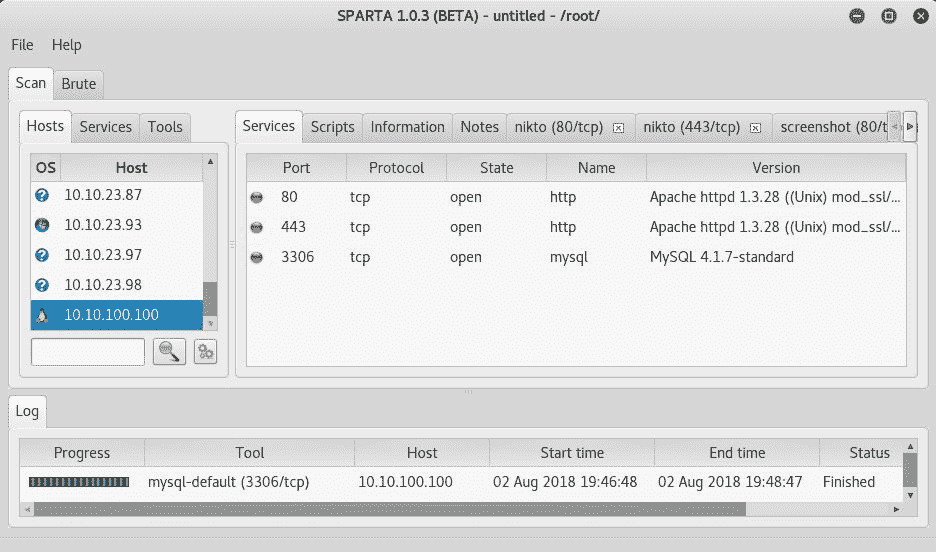 SPARTA 1.0.3 (BETA) - untitled - /root/
File Help
Scan Brute
Hosts Services Tools
Services Scripts Information Notes nikto (80/tcp) nikto (443/tcp) screenshot (80/t
OS Host
Port Protocol State Name Version
10.10.23.87
10.10.23.93
10.10.23.97
10.10.23.98
10.10.100.100
80 tcp open http Apache httpd 1.3.28 ((Unix) mod_ssl/...
443 tcp open http Apache httpd 1.3.28 ((Unix) mod_ssl/...
3306 tcp open mysql MySQL 4.1.7-standard
Log
Progress Tool Host Start time End time Status
mysql-default (3306/tcp) 10.10.100.100 02 Aug 2018 19:46:48 02 Aug 2018 19:48:47 Finished